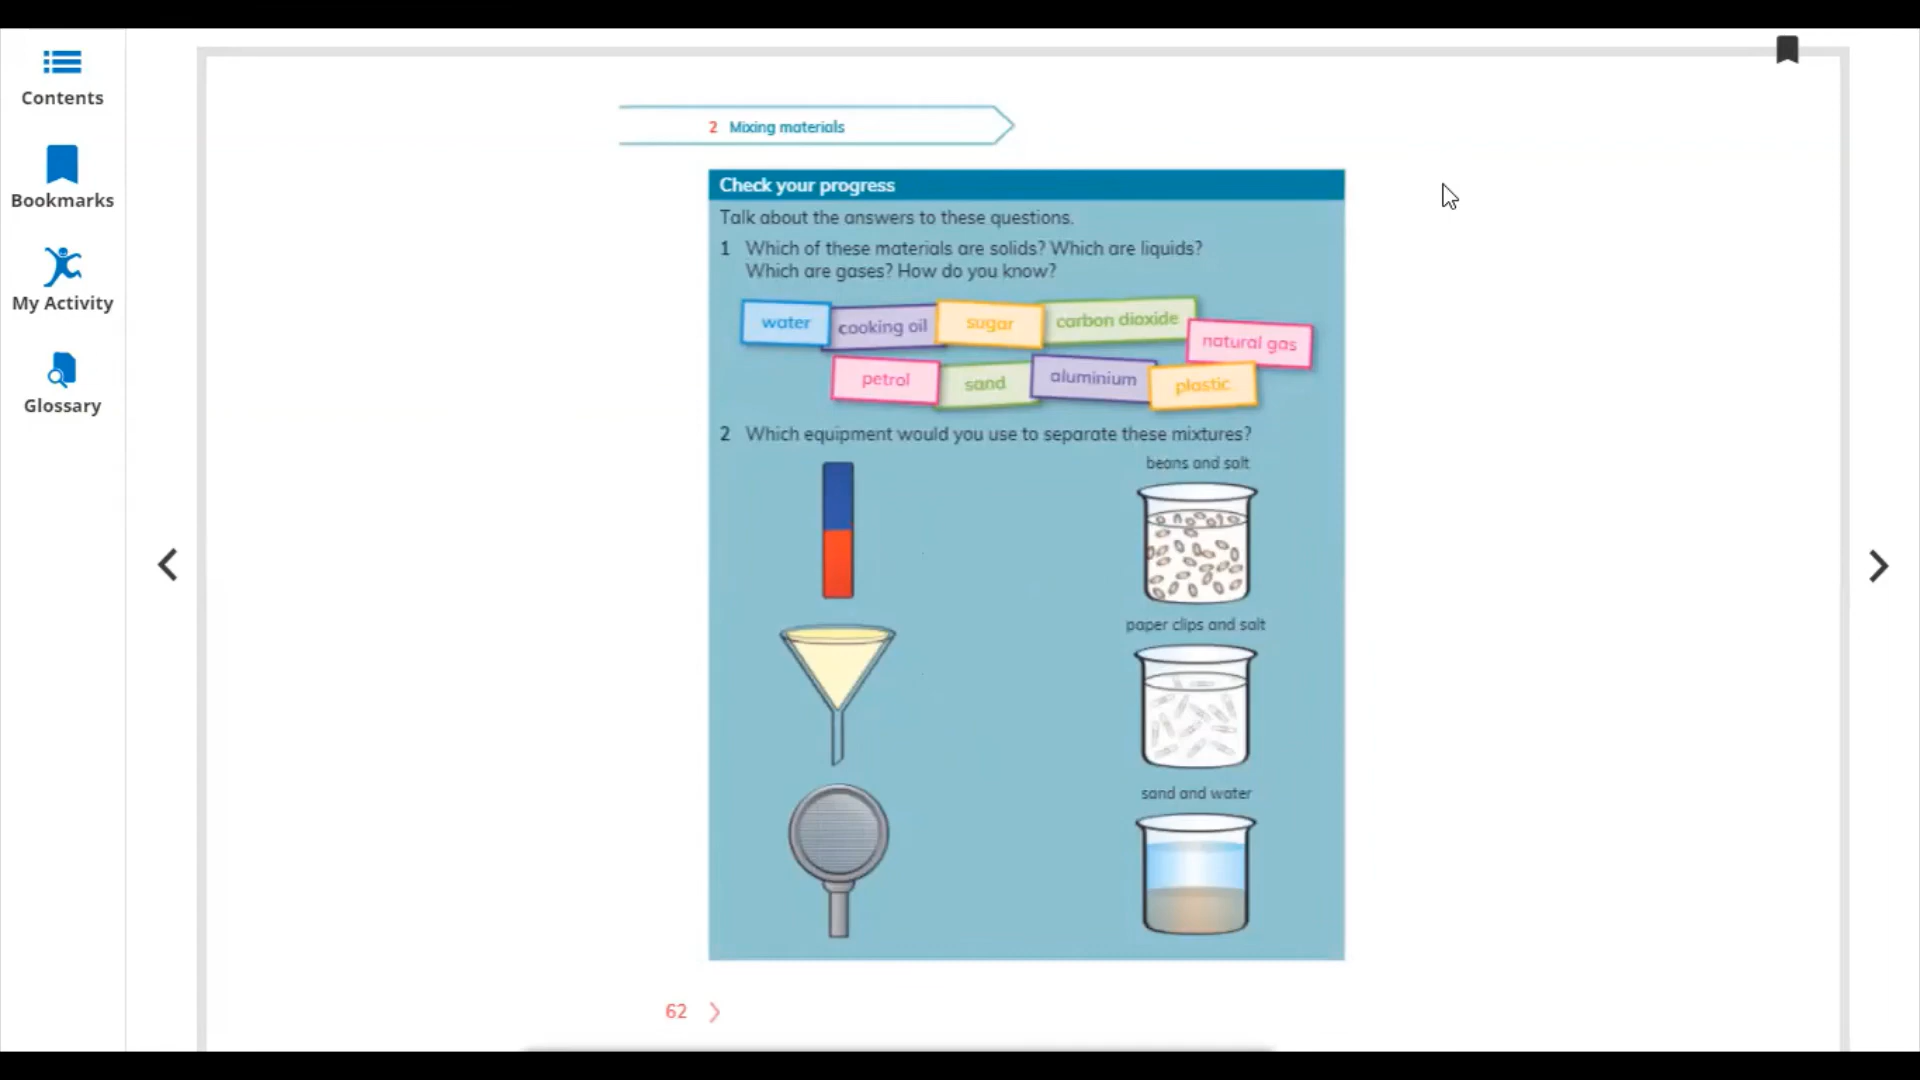 Contents
Bookmarks
My Activity
Glossary
2 Mixing materials
Check your progress
Talk about the answers to these questions.
1 Which of these materials are solids? Which are liquids?
Which are gases? How do you know?
water cooking oil sugar carbon dioxide natural gas
petrol sand aluminium plastic
2 Which equipment would you use to separate these mixtures?
beans and salt
paper clips and salt
sand and water
62